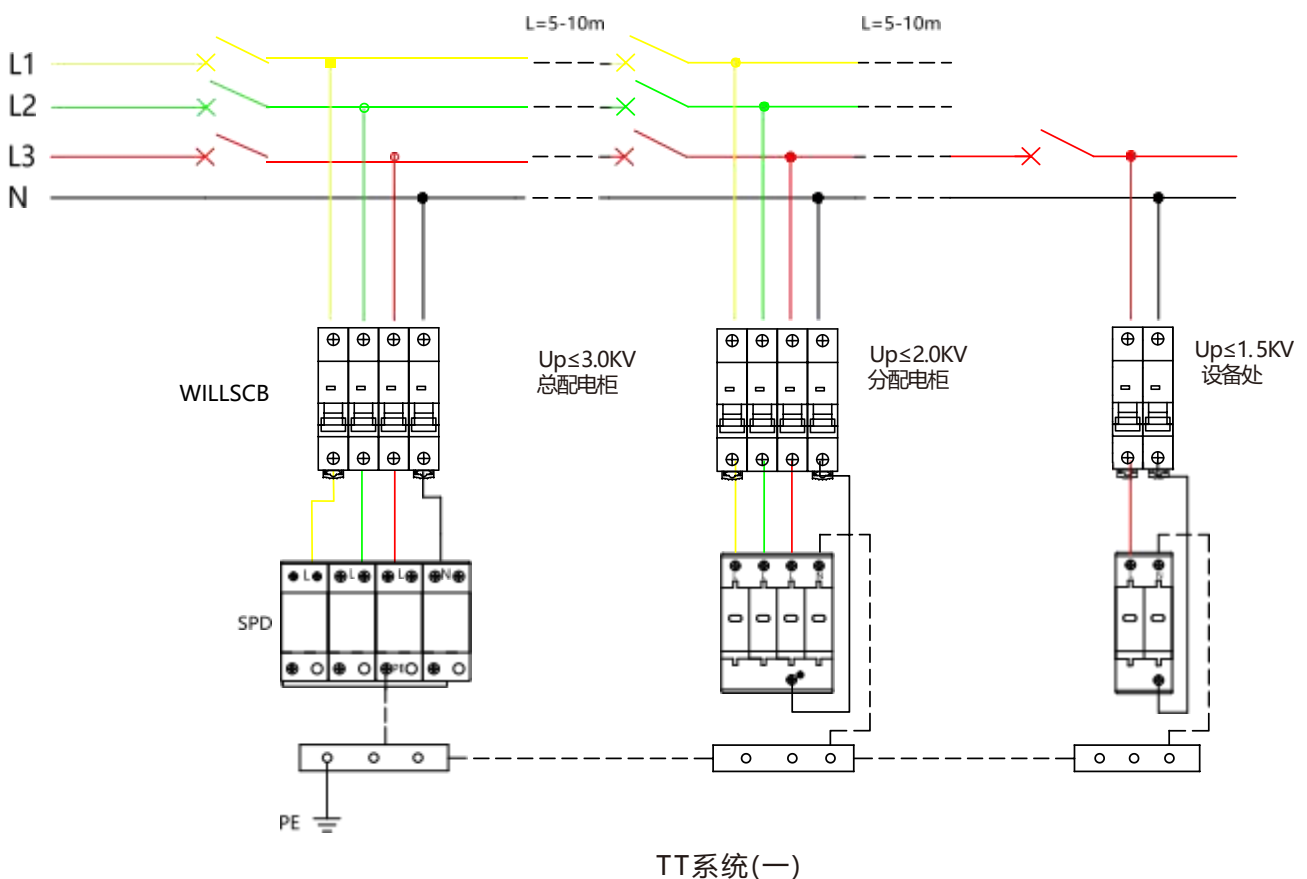 L=5-10m
L=5-10m
L1
L2
L3
N
WILLSCB
Up≤3.0KV
总配电柜
Up≤2.0KV
分配电柜
Up≤1.5KV
设备处
L
L
L
N
N
N
SPD
PE
PE
TT系统(一)